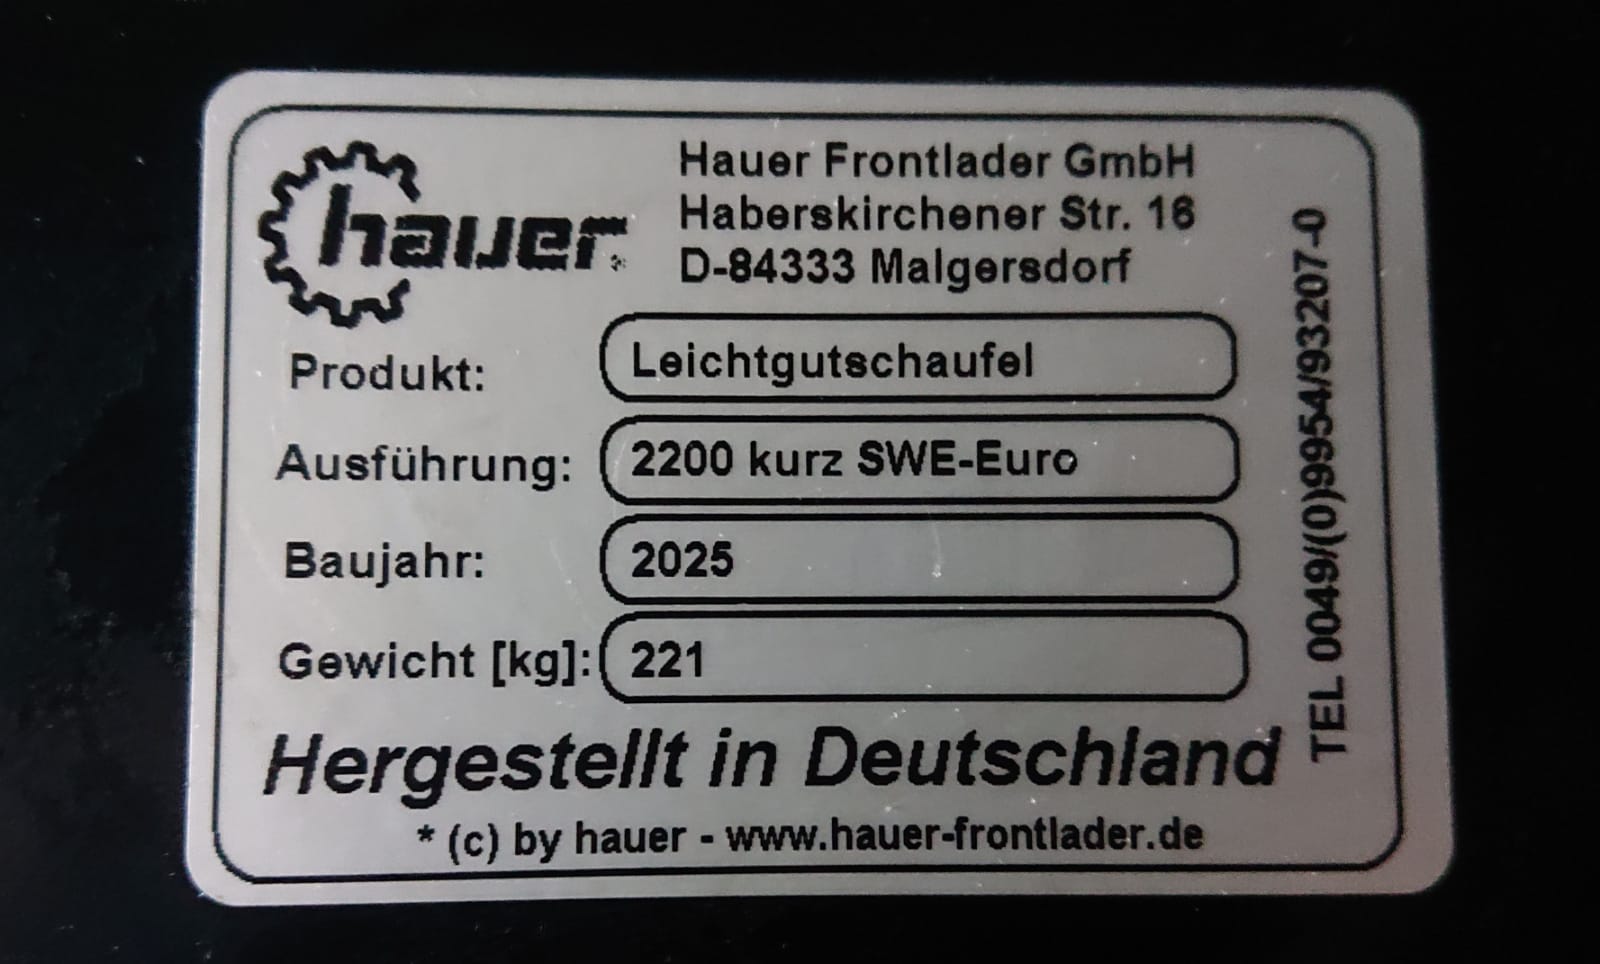 hauer
Hauer Frontlader GmbH
Haberskirchener Str. 16
D-84333 Malgersdorf
Produkt: Leichtgutschaufel
Ausführung: 2200 kurz SWE-Euro
Baujahr: 2025
Gewicht [kg]: 221
Hergestellt in Deutschland
* (c) by hauer - www.hauer-frontlader.de
TEL 0049/(0)9954/93207-0